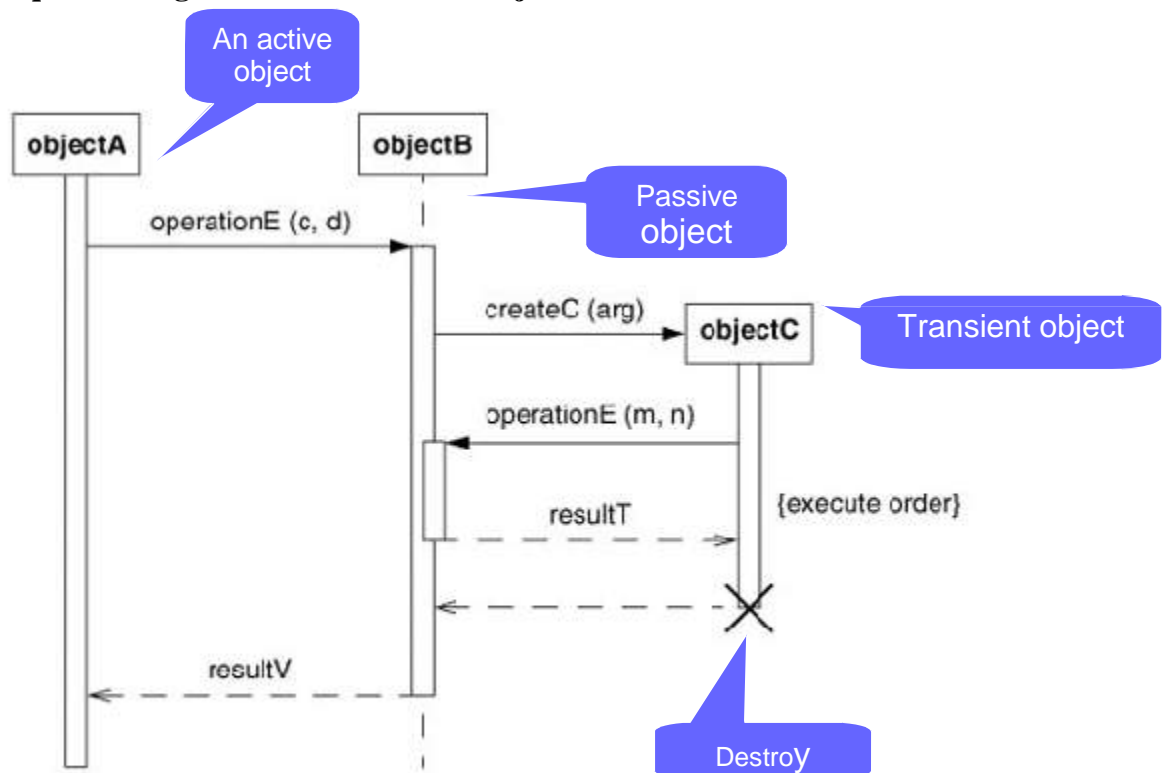 An active
object
objectA
objectB
Passive
object
operationE (c, d)
createC (arg)
objectC
Transient object
operationE (m, n)
{execute order}
resultT
resultV
Destroy